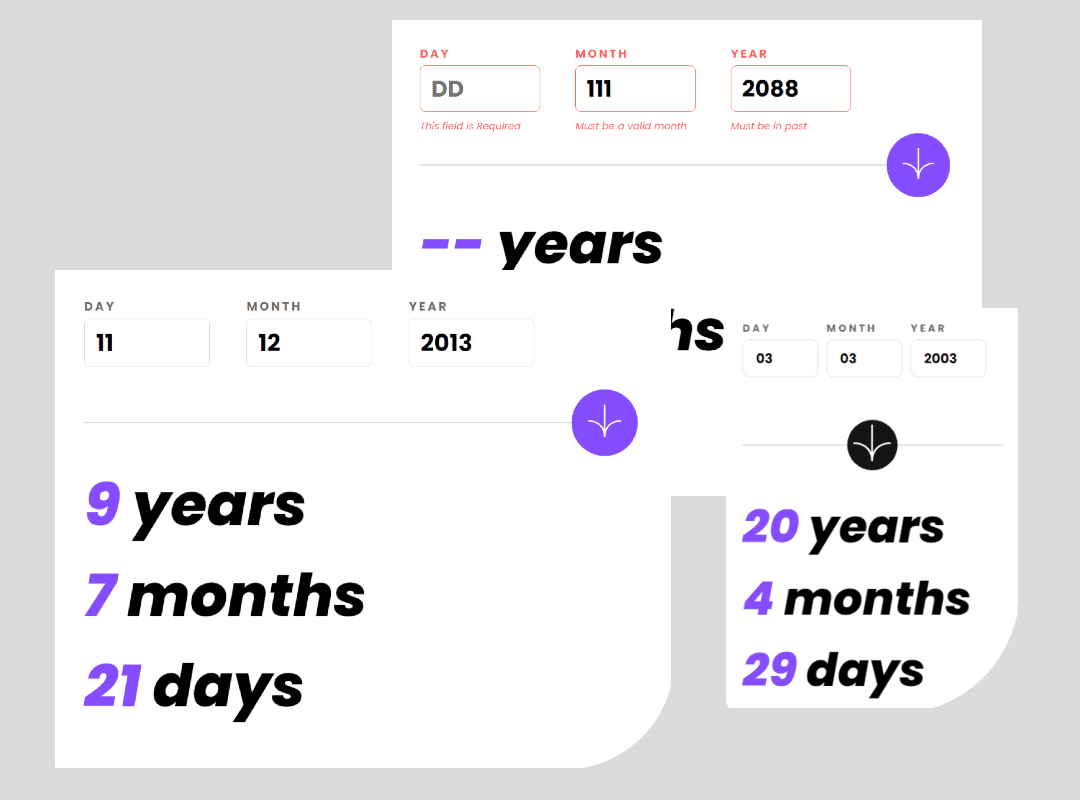 DAY MONTH YEAR
DD 111 2088
This field is Required Must be a valid month Must be in past
-- years
hs
DAY MONTH YEAR
11 12 2013
9 years
7 months
21 days
DAY MONTH YEAR
03 03 2003
20 years
4 months
29 days